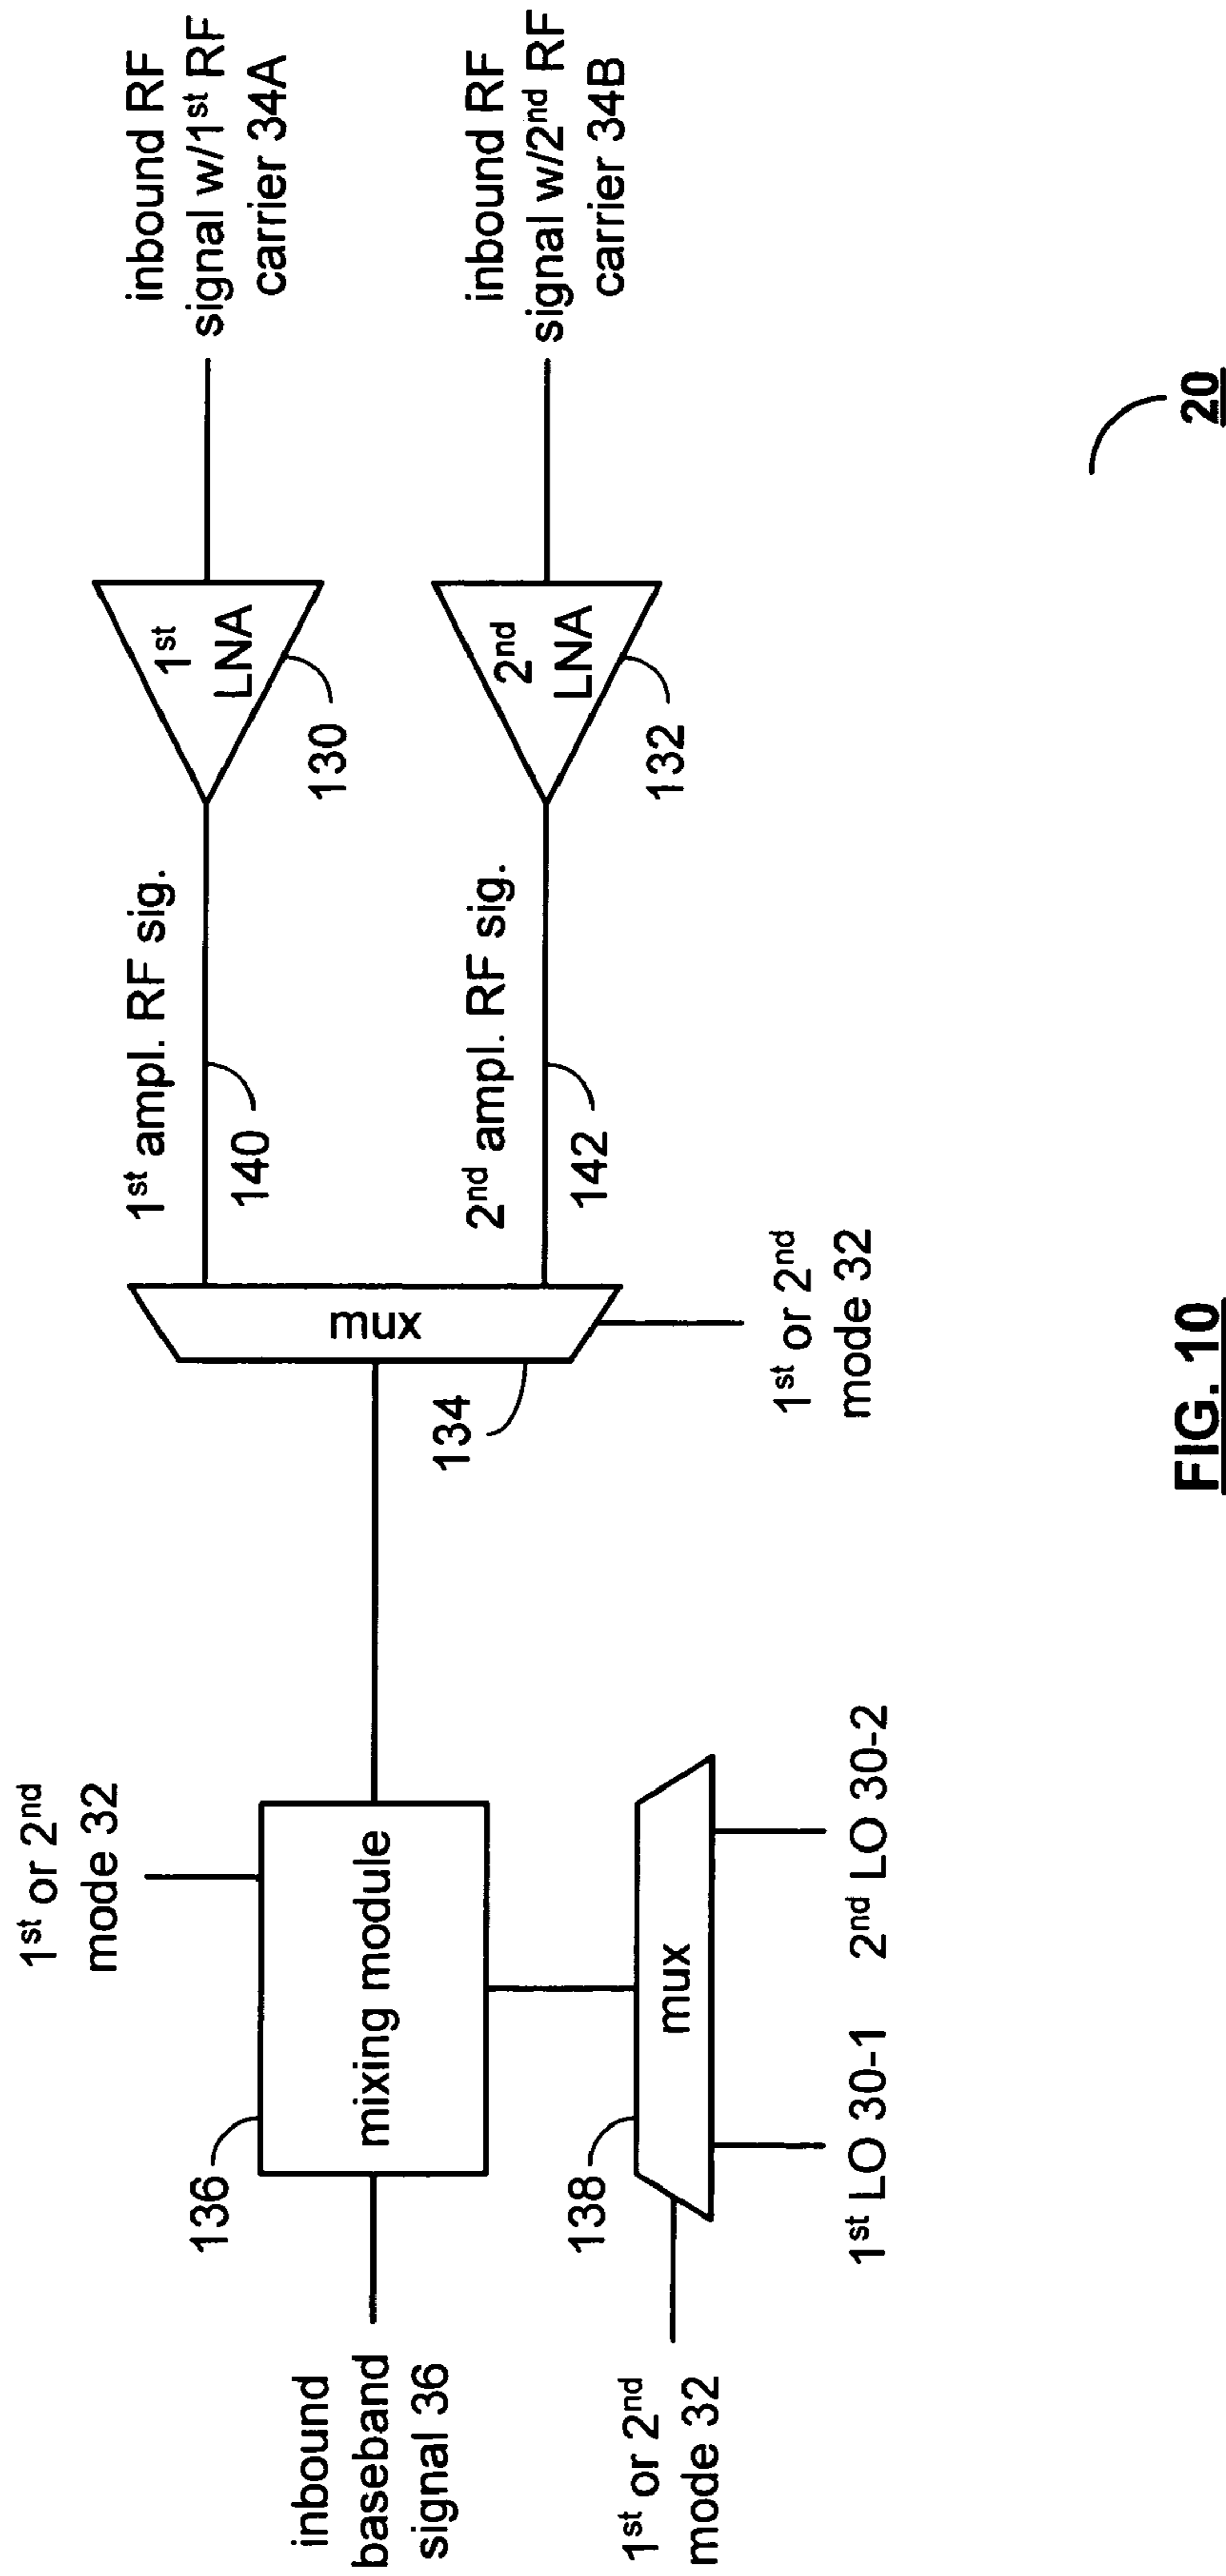 1st or 2nd
mode 32
136
mixing module
inbound
baseband
signal 36
138
mux
1st or 2nd
mode 32
1st LO 30-1
2nd LO 30-2
134
mux
1st or 2nd
mode 32
1st ampl. RF sig.
140
2nd ampl. RF sig.
142
1st
LNA
130
2nd
LNA
132
inbound RF
signal w/1st RF
carrier 34A
inbound RF
signal w/2nd RF
carrier 34B
20
FIG. 10